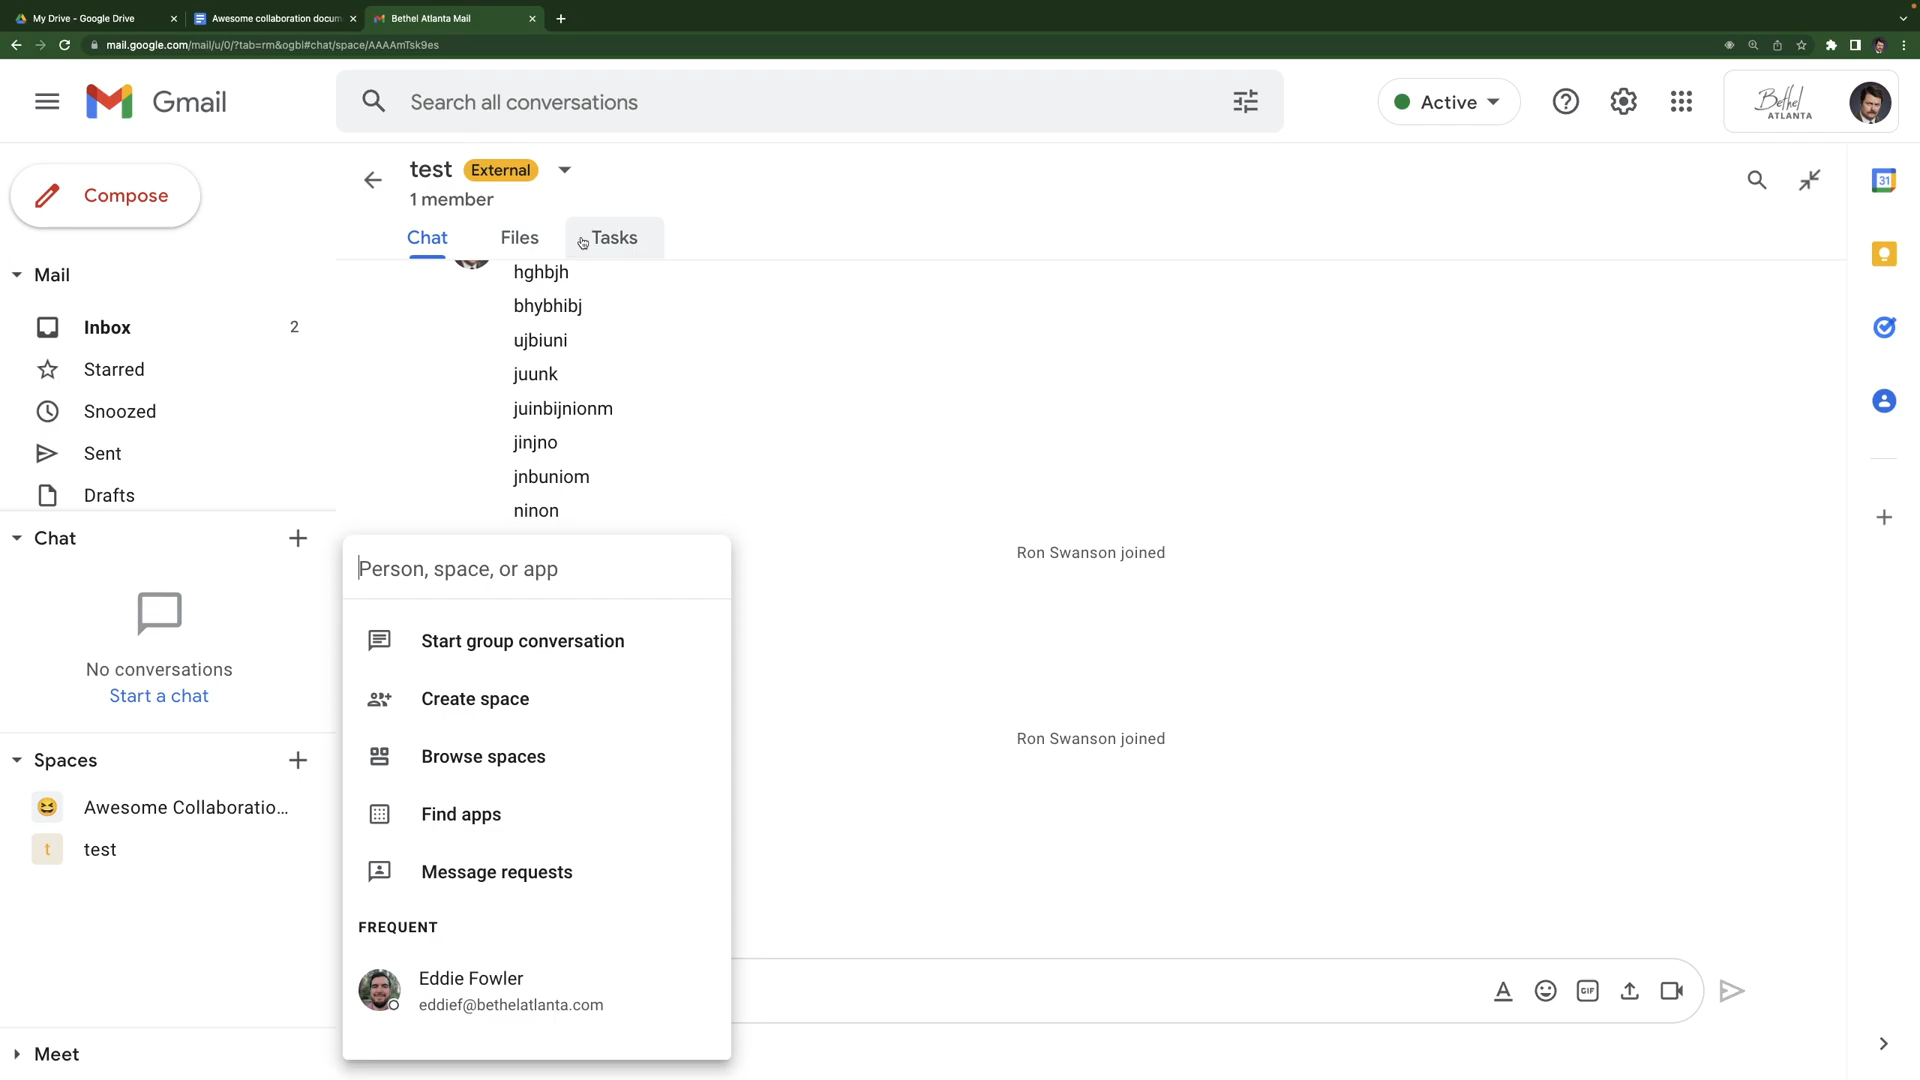 My Drive - Google Drive
Awesome collaboration docum
Bethel Atlanta Mail
mail.google.com/mail/u/0/?tab=rm&ogbl#chat/space/AAAAmTsk9es
Gmail
Search all conversations
Active
Bethel
ATLANTA
Compose
test External
1 member
Chat Files Tasks
31
Mail
Inbox 2
Starred
Snoozed
Sent
Drafts
hghbjh
bhybhibj
ujbiuni
juunk
juinbijnionm
jinjno
jnbuniom
ninon
Chat
No conversations
Start a chat
Spaces
Awesome Collaboratio...
t test
Meet
Person, space, or app
Start group conversation
Create space
Browse spaces
Find apps
Message requests
FREQUENT
Eddie Fowler
eddief@bethelatlanta.com
Ron Swanson joined
Ron Swanson joined
A
GIF